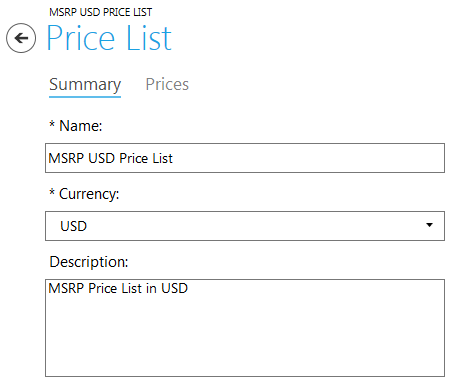 MSRP USD PRICE LIST
Price List
Summary Prices
* Name:
MSRP USD Price List
* Currency:
USD
Description:
MSRP Price List in USD